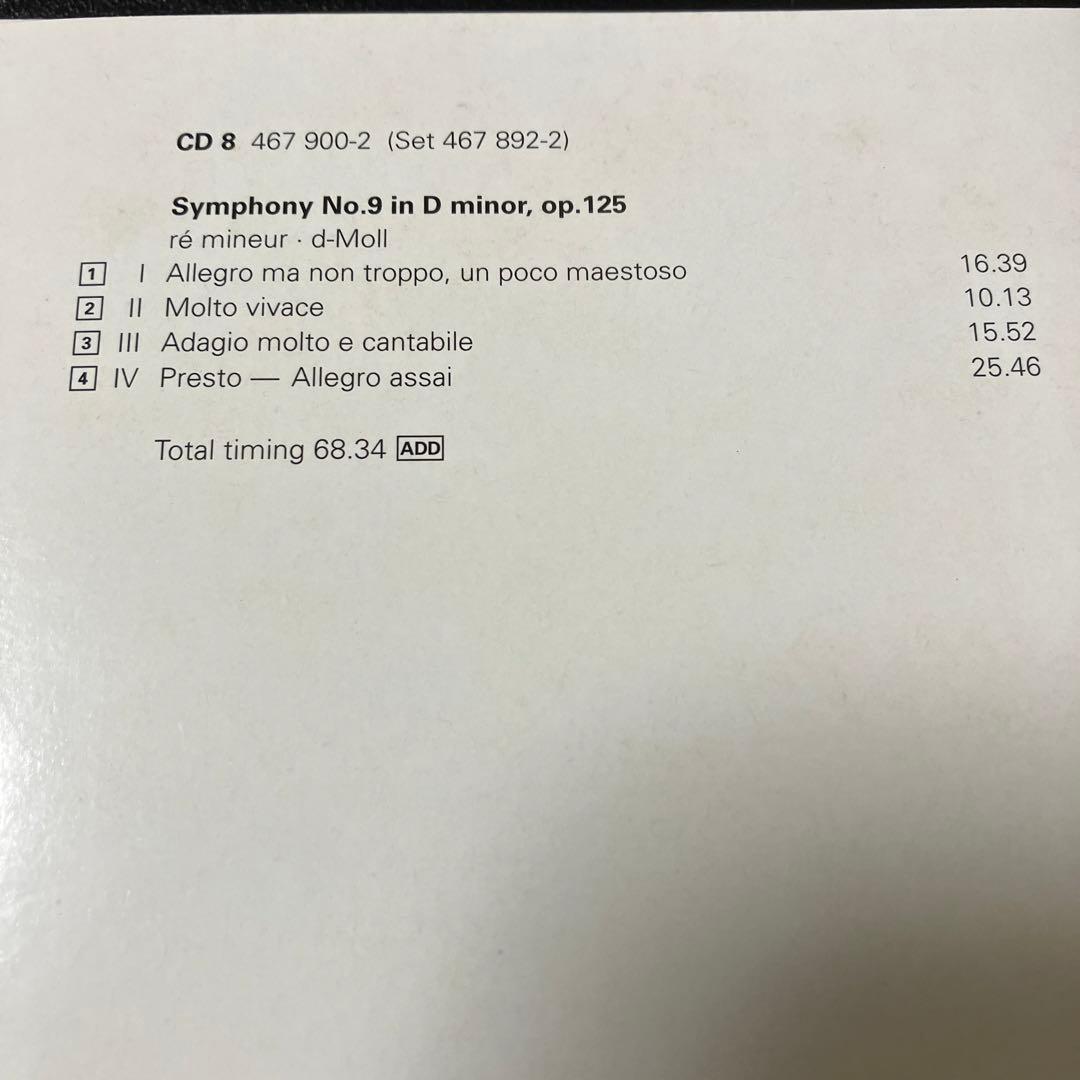 CD 8 467 900-2 (Set 467 892-2)
Symphony No.9 in D minor, op.125
ré mineur · d-Moll
1 I Allegro ma non troppo, un poco maestoso 16.39
2 II Molto vivace 10.13
3 III Adagio molto e cantabile 15.52
4 IV Presto — Allegro assai 25.46
Total timing 68.34 ADD